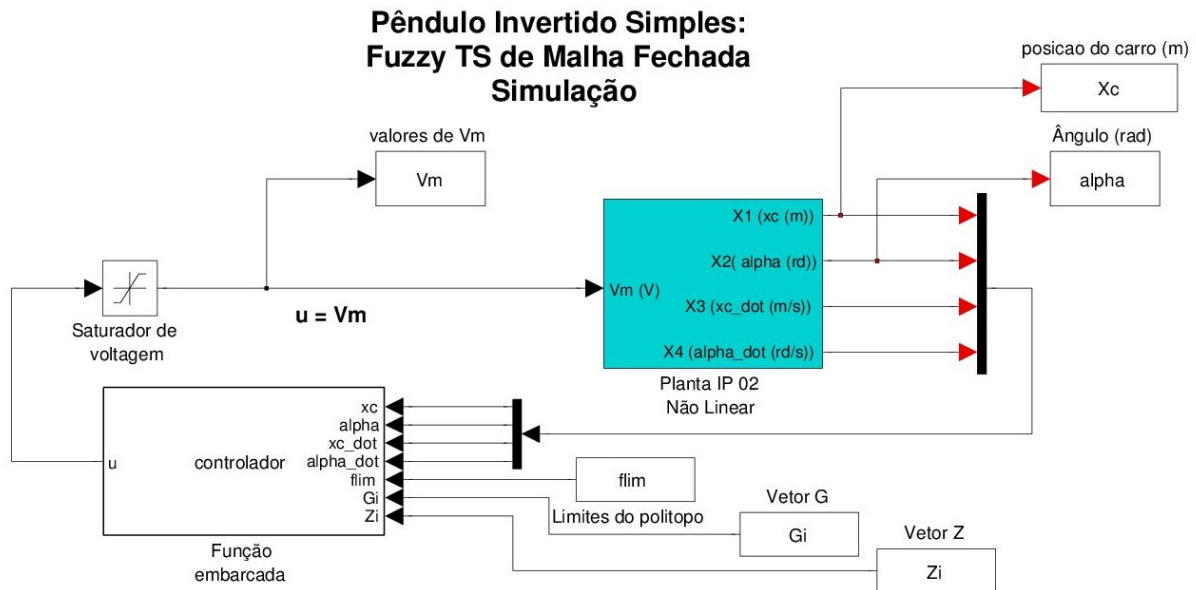 Pêndulo Invertido Simples:
Fuzzy TS de Malha Fechada
Simulação
posicao do carro (m)
Xc
valores de Vm
Vm
Ângulo (rad)
alpha
X1 (xc (m))
X2( alpha (rd))
Vm (V)
X3 (xc_dot (m/s))
X4 (alpha_dot (rd/s))
Planta IP 02
Não Linear
Saturador de
voltagem
u = Vm
xc
alpha
xc_dot
alpha_dot
flim
Gi
Zi
u
controlador
Função
embarcada
flim
Limites do politopo
Vetor G
Gi
Vetor Z
Zi